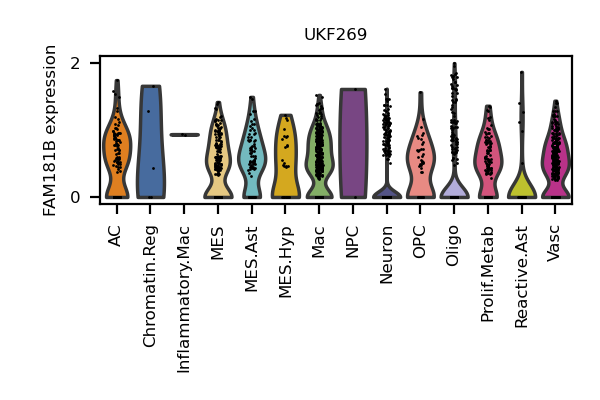 UKF269
FAM181B expression
2
0
AC
Chromatin.Reg
Inflammatory.Mac
MES
MES.Ast
MES.Hyp
Mac
NPC
Neuron
OPC
Oligo
Prolif.Metab
Reactive.Ast
Vasc